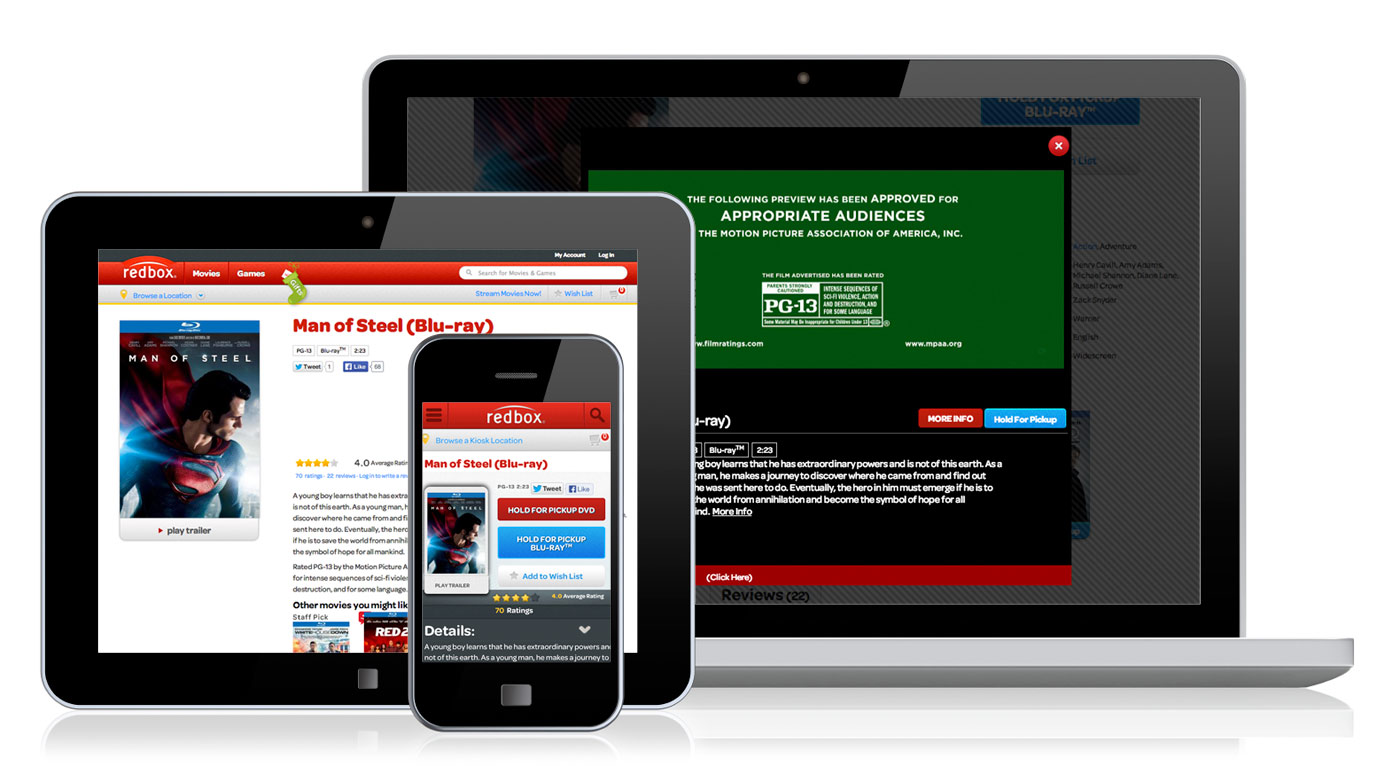 My Account
Log In
redbox.
Movies
Games
Gifts
Search for Movies & Games
Browse a Location
Stream Movies Now!
Wish List
0
Man of Steel (Blu-ray)
PG-13
Blu-ray™
2:23
Tweet
1
Like
68
Blu-ray
MAN OF STEEL
play trailer
4.0 Average Ratin
70 ratings · 22 reviews · Log in to write a rev
A young boy learns that he has extra
is not of this earth. As a young man, h
discover where he came from and fi
sent here to do. Eventually, the hero
if he is to save the world from annihil
the symbol of hope for all mankind.
Rated PG-13 by the Motion Picture A
for intense sequences of sci-fi violen
destruction, and for some language.
Other movies you might lik
Staff Pick
WHITE HOUSE DOWN
RED 2
redbox.
Browse a Kiosk Location
0
Man of Steel (Blu-ray)
PG-13 2:23
Tweet
Like
MAN OF STEEL
PLAY TRAILER
HOLD FOR PICKUP DVD
HOLD FOR PICKUP
BLU-RAY™
Add to Wish List
4.0 Average Rating
70 Ratings
Details:
A young boy learns that he has extraordinary powers and
not of this earth. As a young man, he makes a journey to
HOLD FOR PICKUP
BLU-RAY™
List
THE FOLLOWING PREVIEW HAS BEEN APPROVED FOR
APPROPRIATE AUDIENCES
THE MOTION PICTURE ASSOCIATION OF AMERICA, INC.
THE FILM ADVERTISED HAS BEEN RATED
PARENTS STRONGLY
CAUTIONED
PG-13
INTENSE SEQUENCES OF
SCI-FI VIOLENCE, ACTION
AND DESTRUCTION, AND
FOR SOME LANGUAGE
Some Material May Be Inappropriate for Children Under 13
®
w.filmratings.com
www.mpaa.org
Action, Adventure
Henry Cavill, Amy Adams,
Michael Shannon, Diane Lane,
Russell Crowe
Zack Snyder
Warner
English
Widescreen
u-ray)
MORE INFO
Hold For Pickup
3
Blu-ray™
2:23
ng boy learns that he has extraordinary powers and is not of this earth. As a
g man, he makes a journey to discover where he came from and find out
he was sent here to do. Eventually, the hero in him must emerge if he is to
the world from annihilation and become the symbol of hope for all
ind. More Info
(Click Here)
Reviews (22)